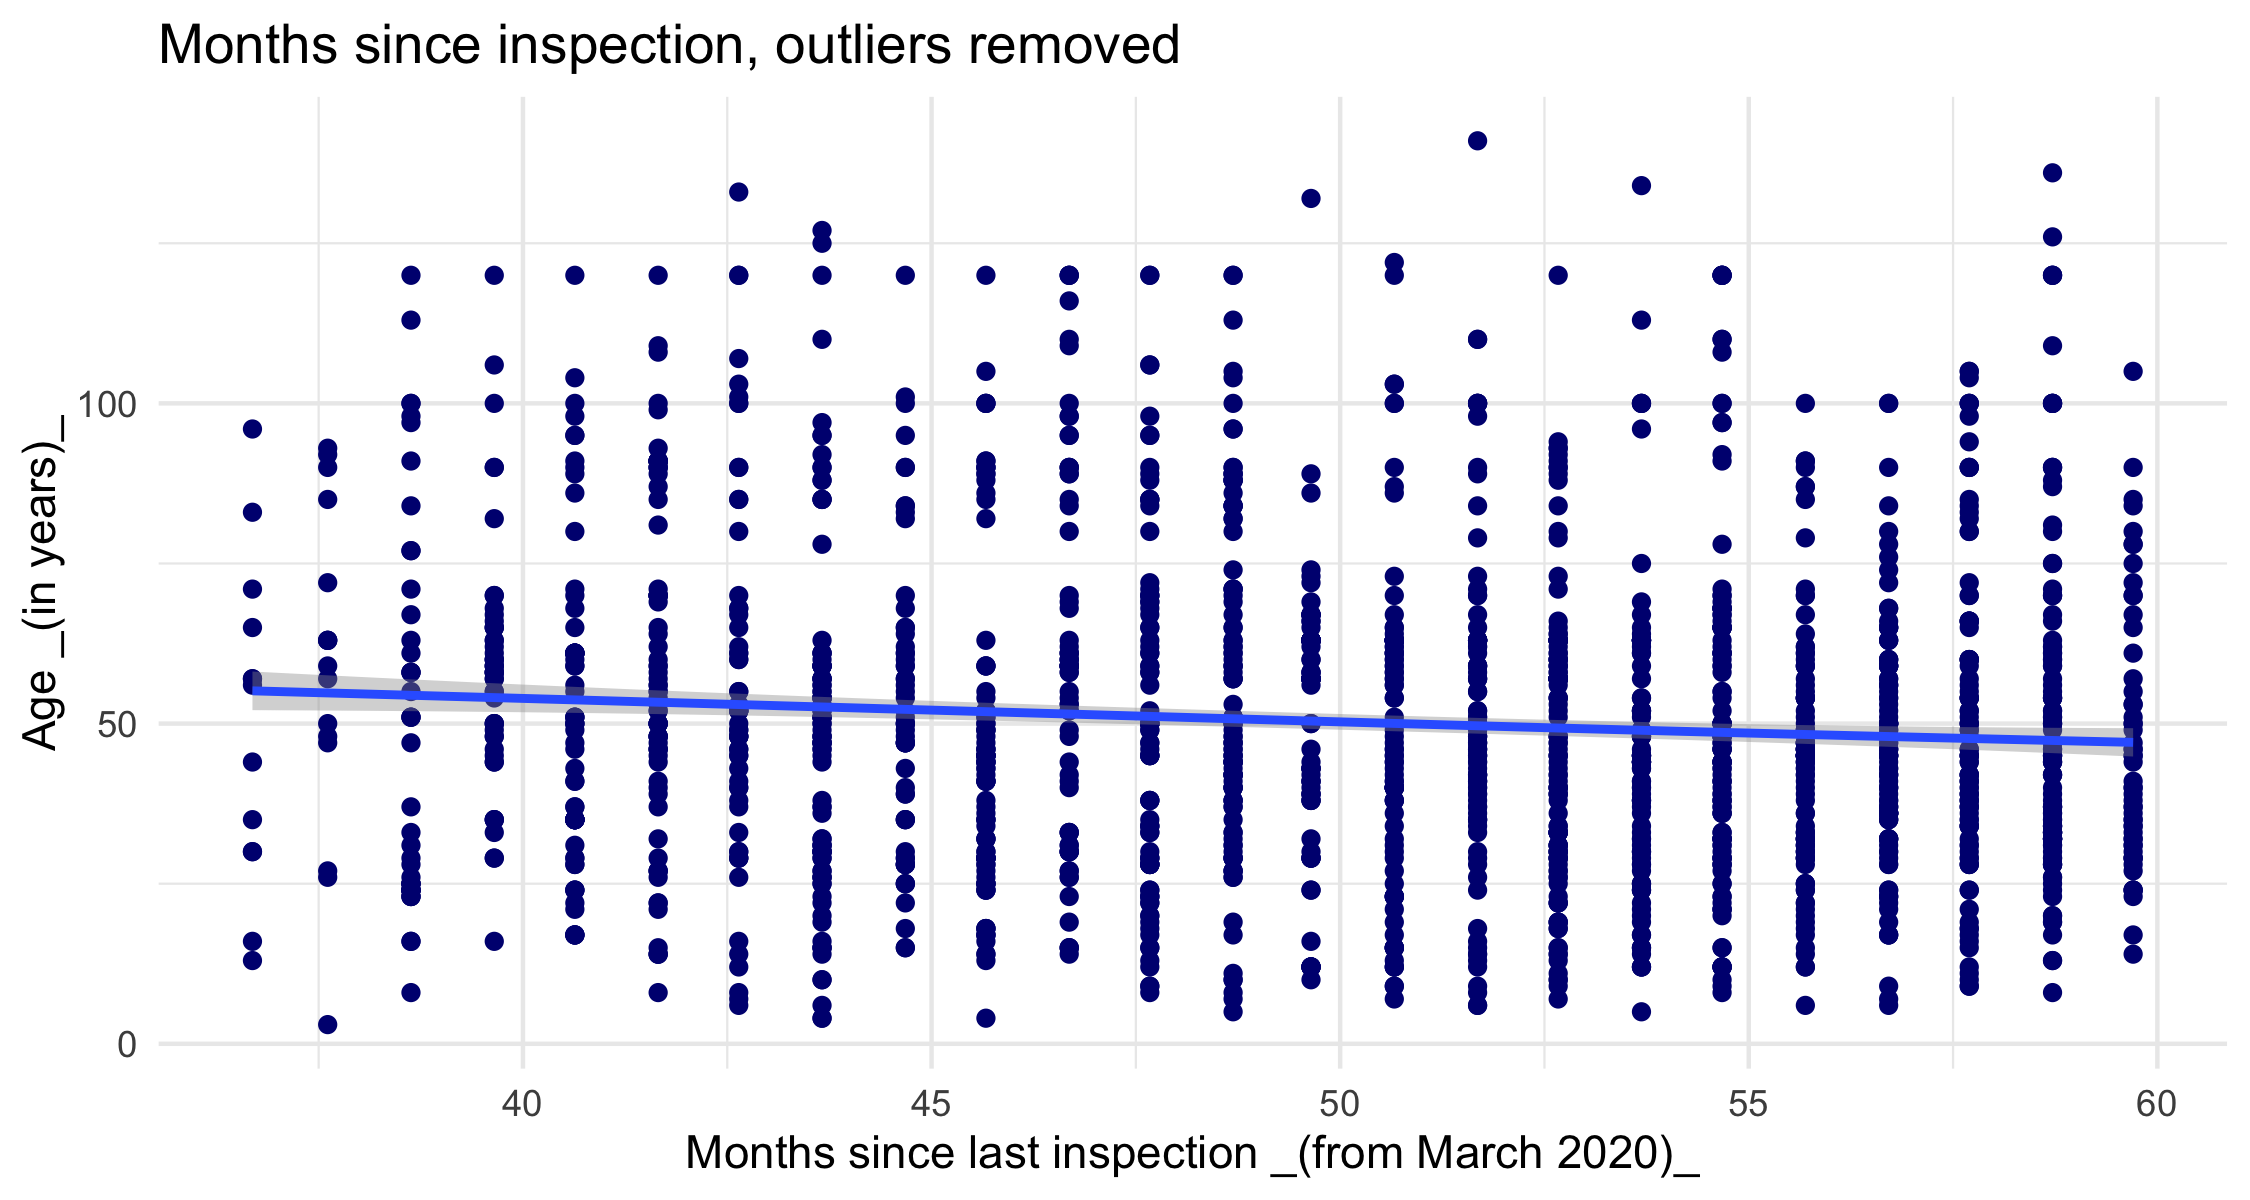 Months since inspection, outliers removed
Age _(in years)_
100
50
0
40 45 50 55 60
Months since last inspection _(from March 2020)_